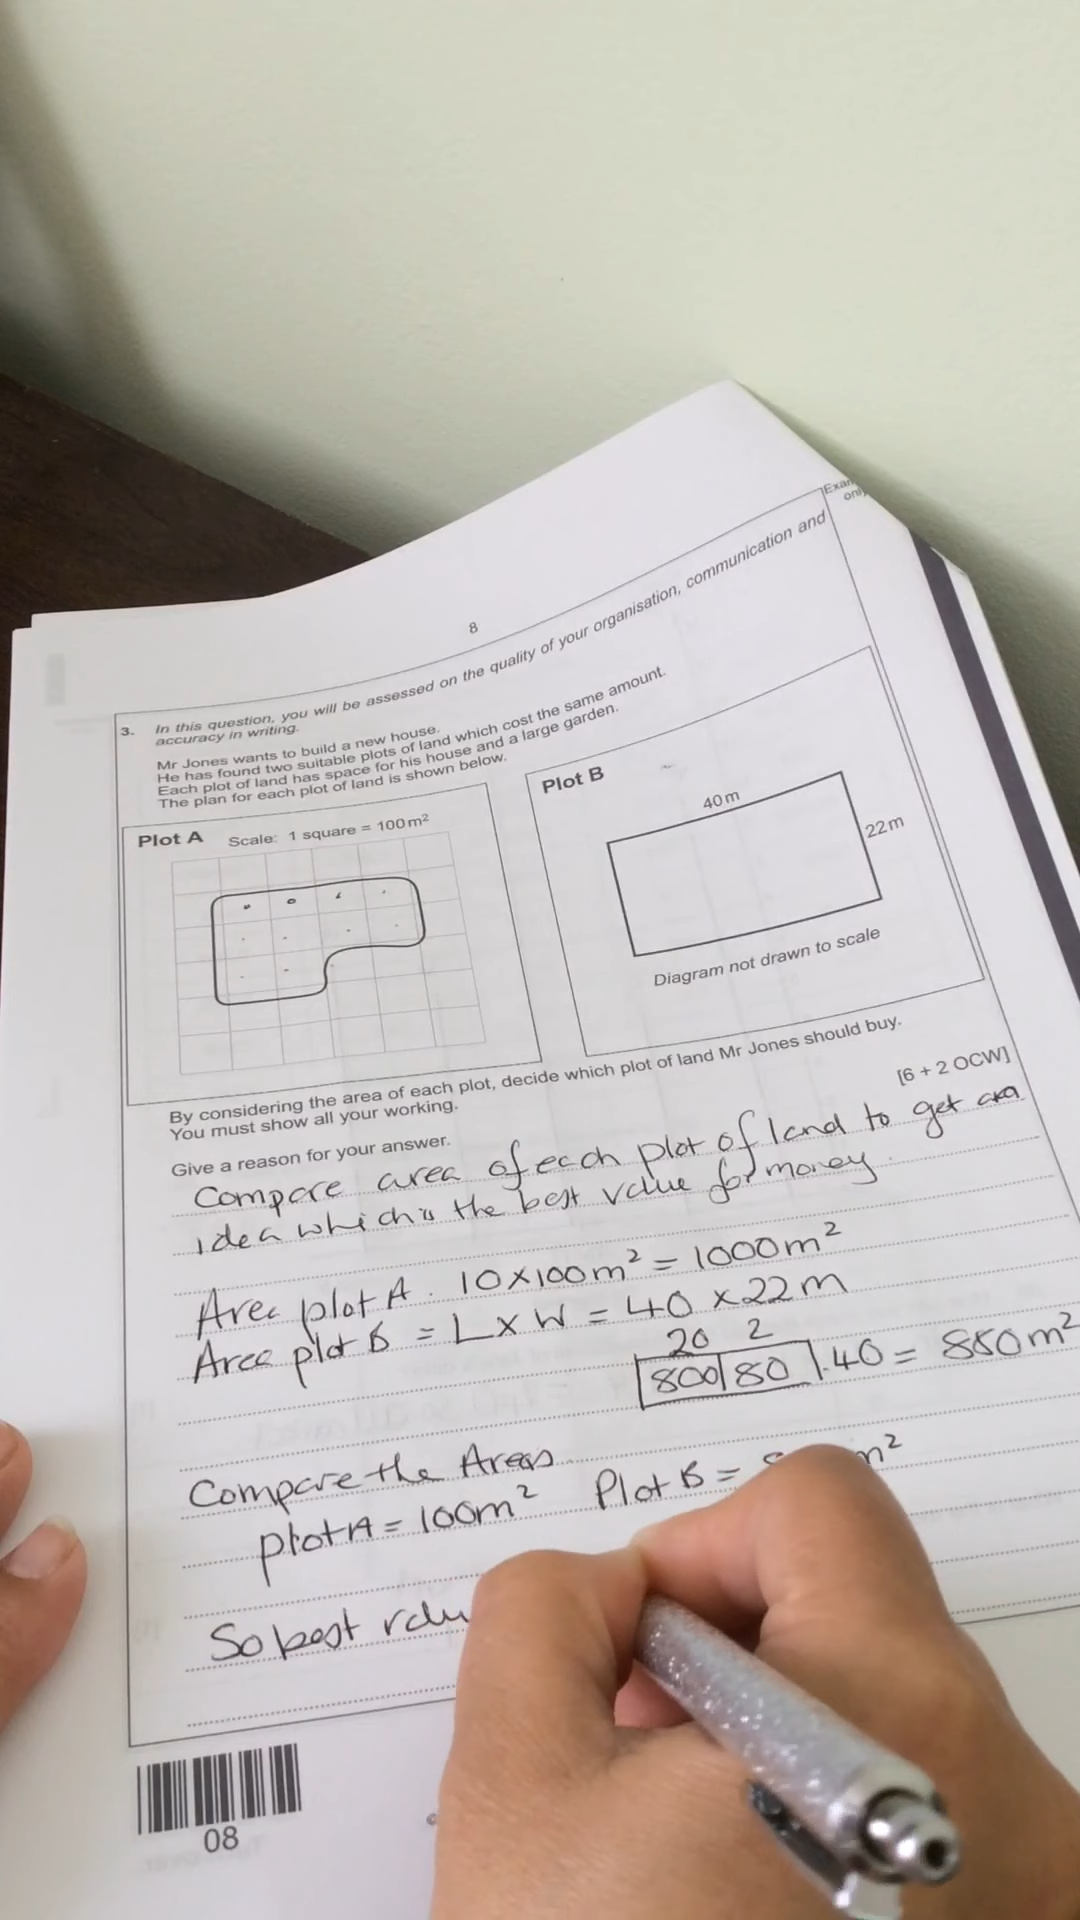 Exam
only
8
3. In this question, you will be assessed on the quality of your organisation, communication and
accuracy in writing.
Mr Jones wants to build a new house.
He has found two suitable plots of land which cost the same amount.
Each plot of land has space for his house and a large garden.
The plan for each plot of land is shown below.
Plot A Scale: 1 square = 100 m²
Plot B
40 m
22 m
Diagram not drawn to scale
By considering the area of each plot, decide which plot of land Mr Jones should buy.
You must show all your working.
[6 + 2 OCW]
Give a reason for your answer.
Compare area of each plot of land to get
idea which is the best value for money.
Area plot A. 10 x 100m² = 1000m²
Area plot B = L x W = 40 x 22m
20 2
800 80 .40 = 880m²
Compare the Areas
plot A = 100m² Plot B = m²
So best
08